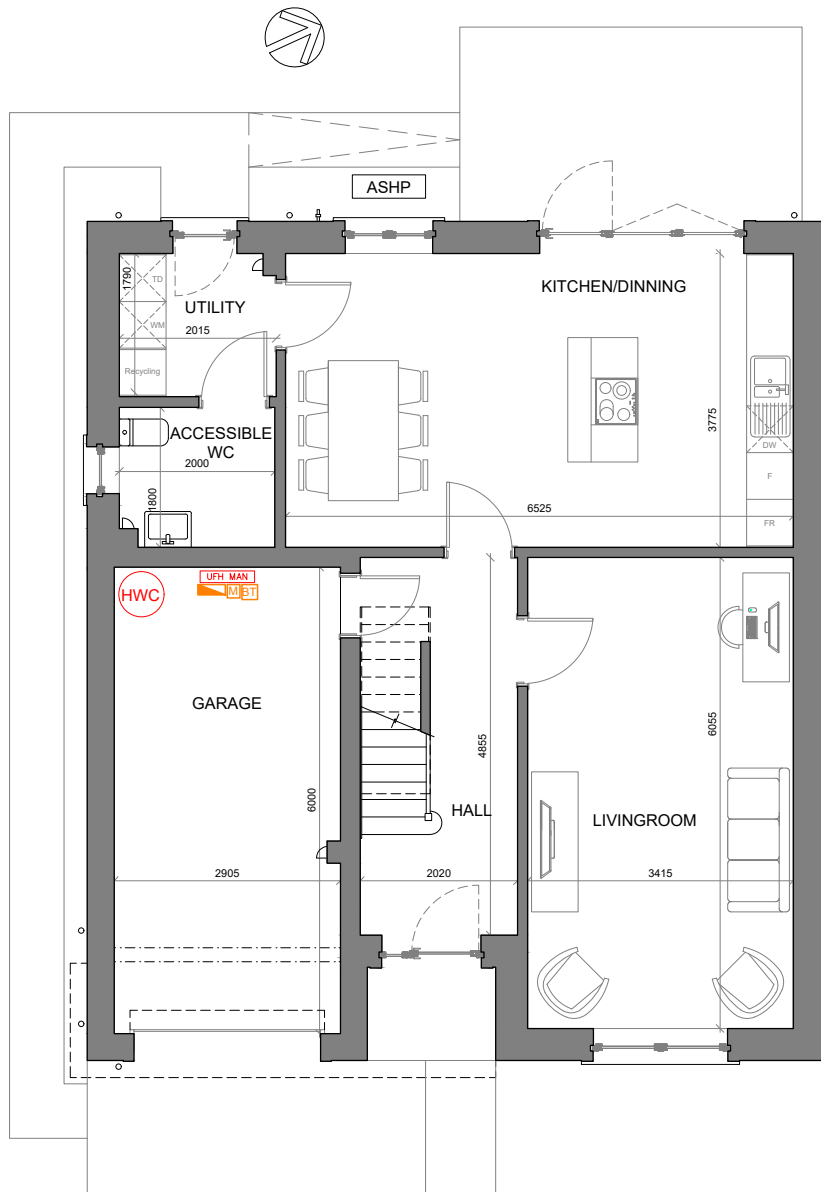 ASHP
1790
TD
UTILITY
KITCHEN/DINNING
WM
2015
Recycling
ACCESSIBLE
WC
2000
1800
3775
DW
F
6525
FR
HWC
UFH MAN
M
BT
GARAGE
6055
4855
6000
HALL
LIVINGROOM
2905
2020
3415